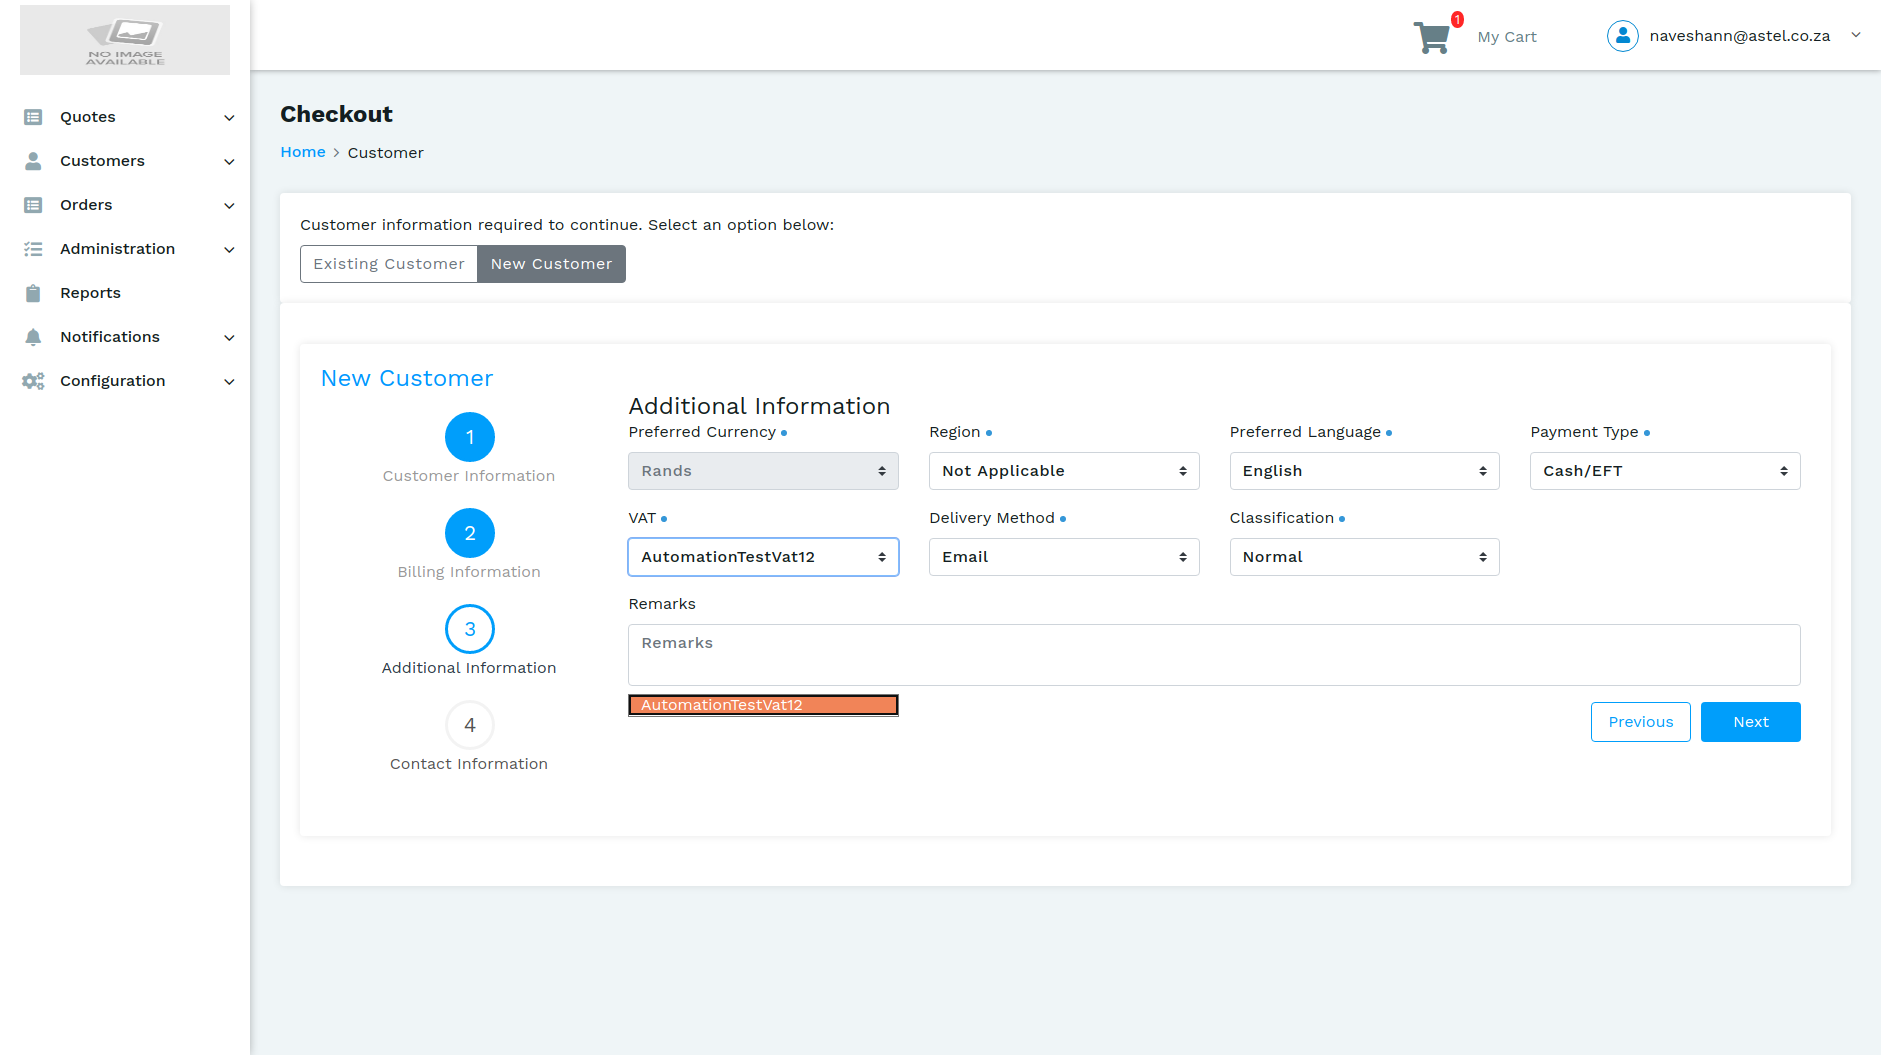 NO IMAGE
AVAILABLE
1
My Cart
naveshann@astel.co.za
Quotes
Customers
Orders
Administration
Reports
Notifications
Configuration
Checkout
Home > Customer
Customer information required to continue. Select an option below:
Existing Customer
New Customer
New Customer
1
Customer Information
2
Billing Information
3
Additional Information
4
Contact Information
Additional Information
Preferred Currency
Region
Preferred Language
Payment Type
Rands
Not Applicable
English
Cash/EFT
VAT
Delivery Method
Classification
AutomationTestVat12
Email
Normal
Remarks
Remarks
AutomationTestVat12
Previous
Next